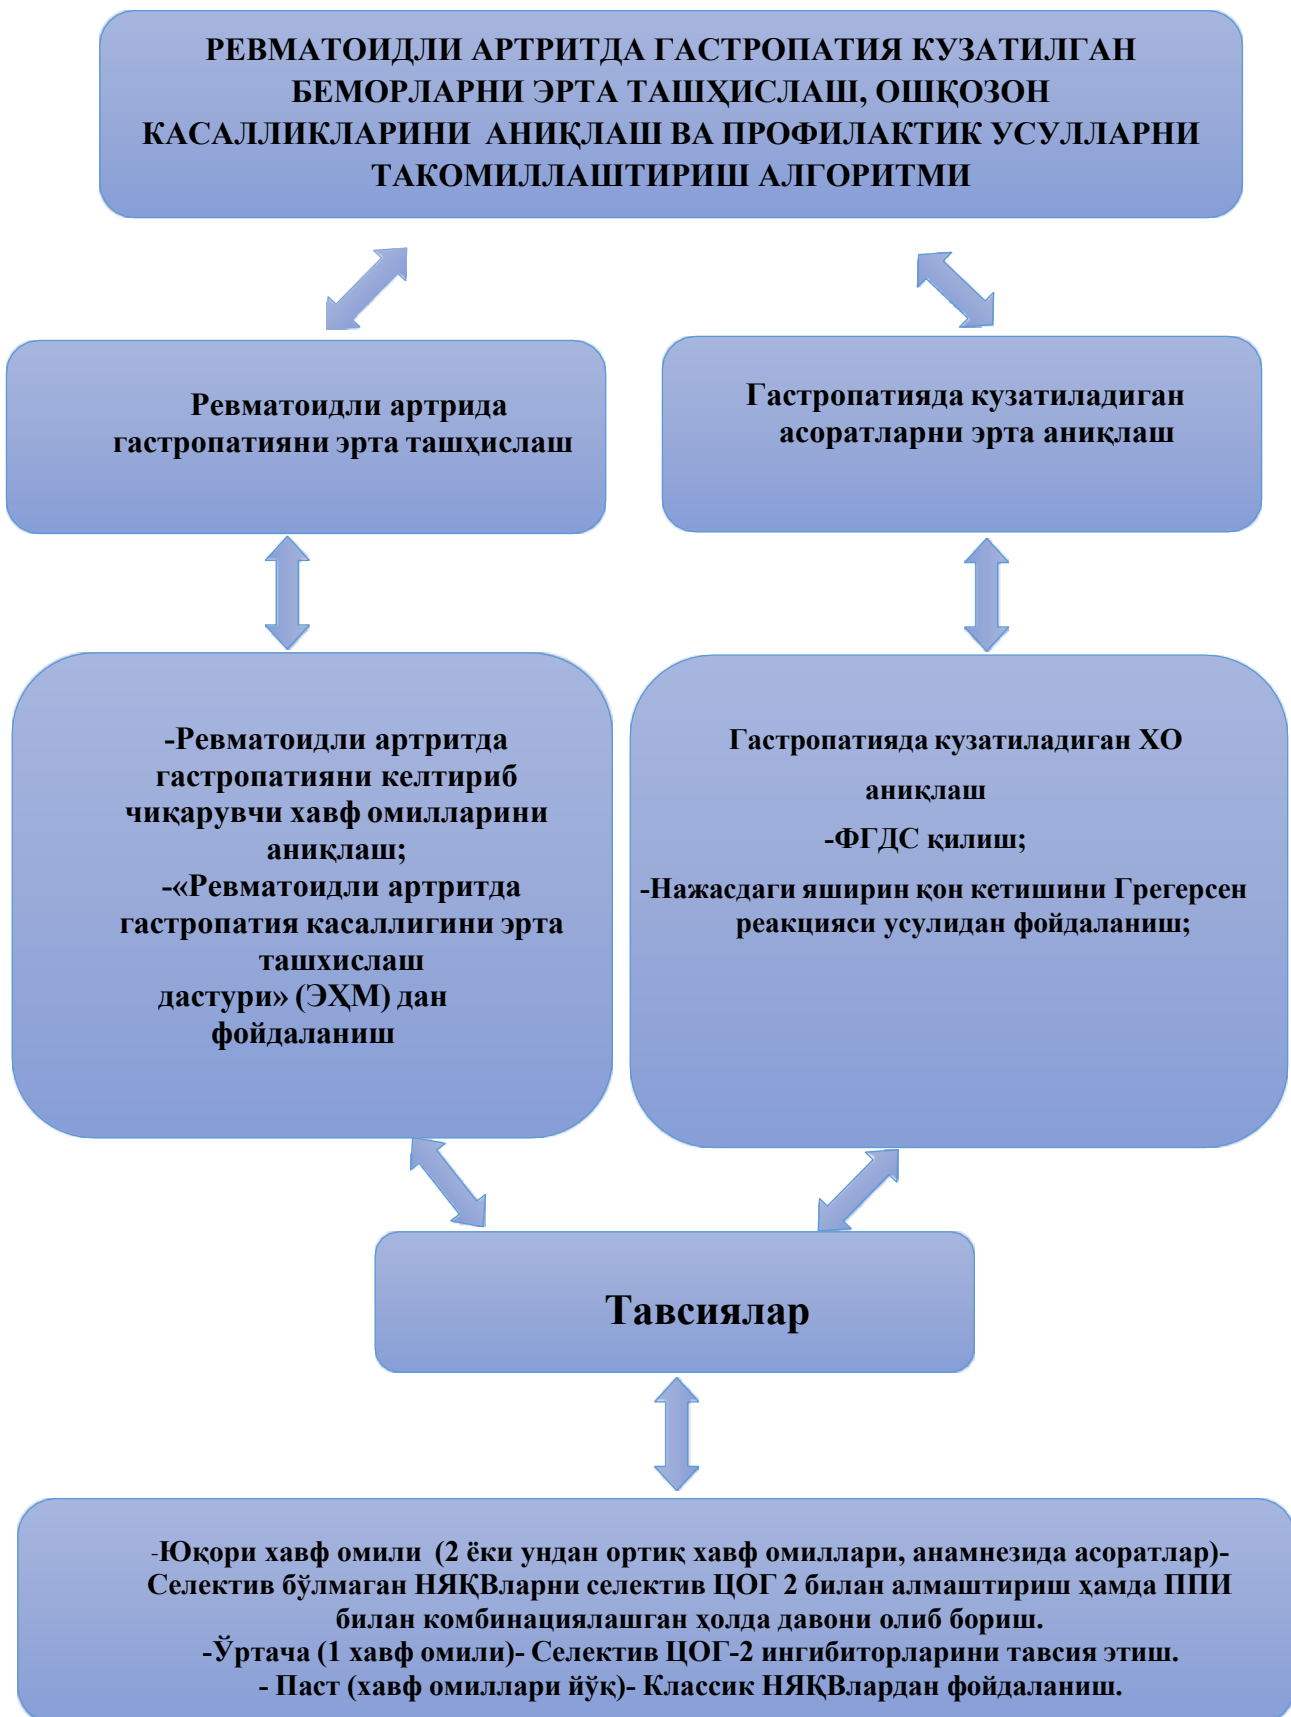 РЕВМАТОИДЛИ АРТРИТДА ГАСТРОПАТИЯ КУЗАТИЛГАН
БЕМОРЛАРНИ ЭРТА ТАШҲИСЛАШ, ОШҚОЗОН
КАСАЛЛИКЛАРИНИ АНИҚЛАШ ВА ПРОФИЛАКТИК УСУЛЛАРНИ
ТАКОМИЛЛАШТИРИШ АЛГОРИТМИ
Ревматоидли артрида
гастропатияни эрта ташҳислаш
Гастропатияда кузатиладиган
асоратларни эрта аниқлаш
-Ревматоидли артритда
гастропатияни келтириб
чиқарувчи хавф омилларини
аниқлаш;
-«Ревматоидли артритда
гастропатия касаллигини эрта
ташхислаш
дастури» (ЭҲМ) дан
фойдаланиш
Гастропатияда кузатиладиган ХО
аниқлаш
-ФГДС қилиш;
-Нажасдаги яширин қон кетишини Грегерсен
реакцияси усулидан фойдаланиш;
Тавсиялар
-Юқори хавф омили (2 ёки ундан ортиқ хавф омиллари, анамнезида асоратлар)-
Селектив бўлмаган НЯҚВларни селектив ЦОГ 2 билан алмаштириш ҳамда ППИ
билан комбинациялашган ҳолда давони олиб бориш.
-Ўртача (1 хавф омили)- Селектив ЦОГ-2 ингибиторларини тавсия этиш.
- Паст (хавф омиллари йўқ)- Классик НЯҚВлардан фойдаланиш.